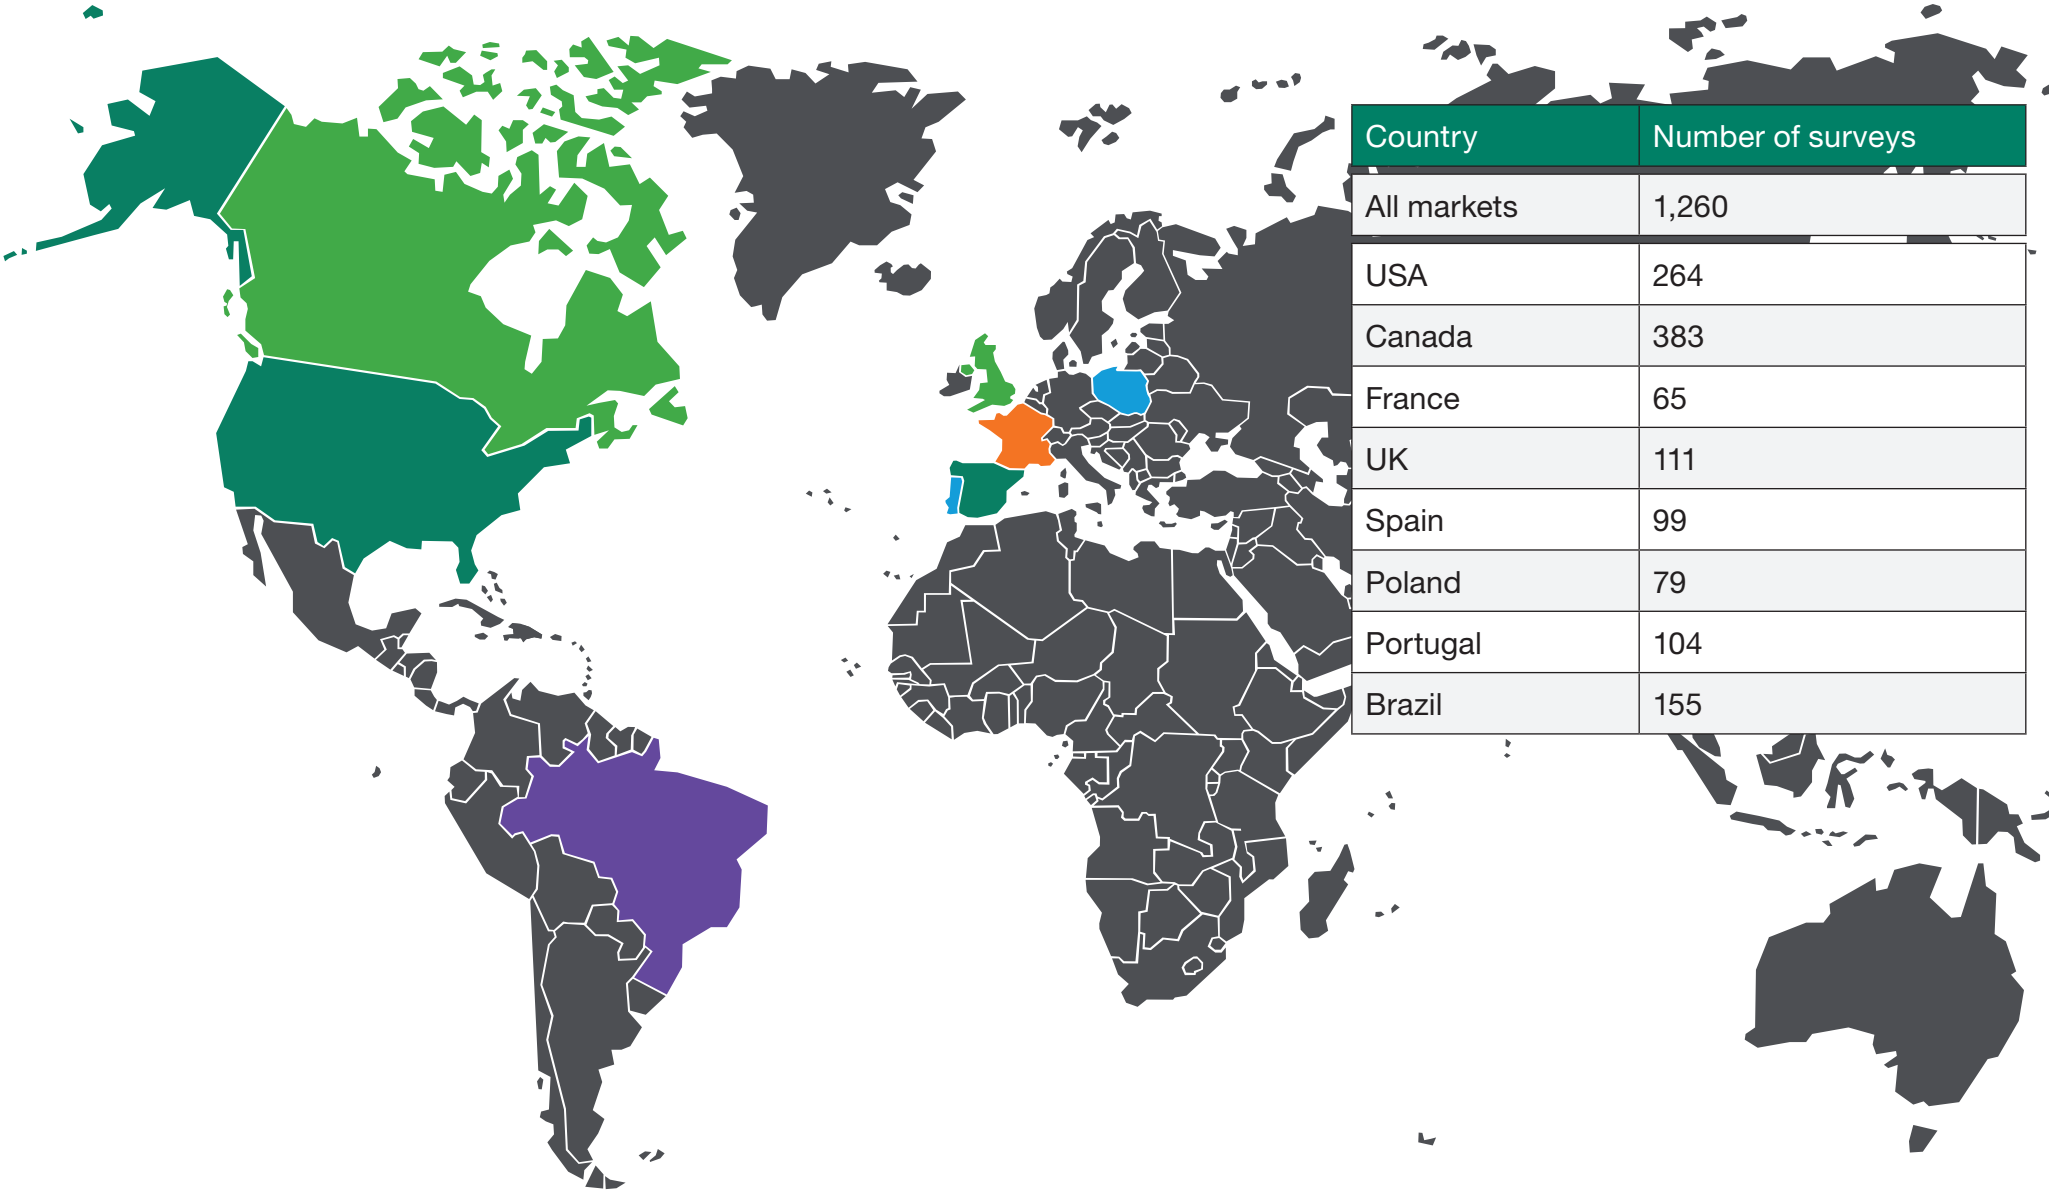 Country Number of surveys
All markets 1,260
USA 264
Canada 383
France 65
UK 111
Spain 99
Poland 79
Portugal 104
Brazil 155